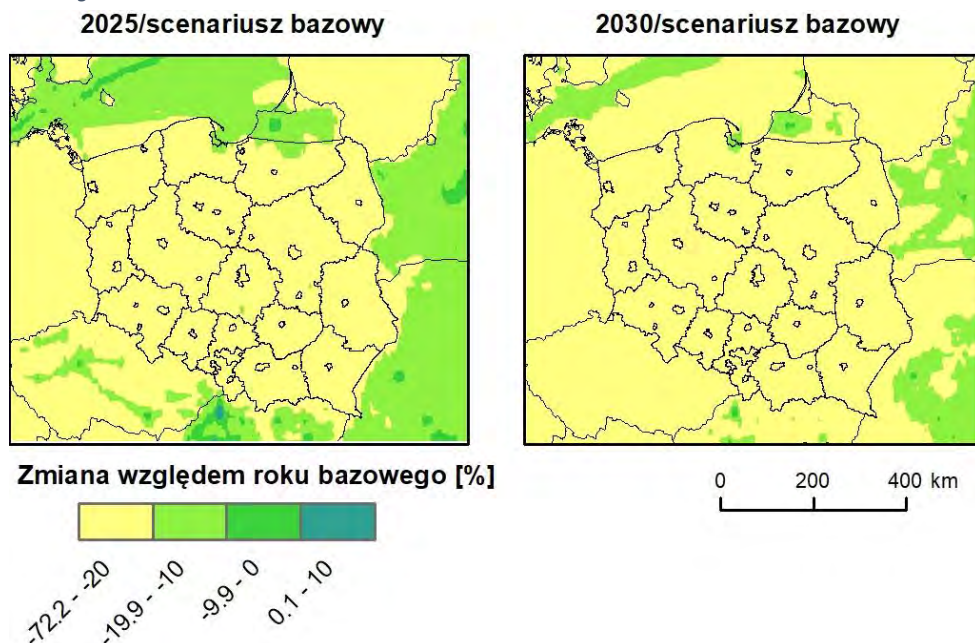 2025/scenariusz bazowy
2030/scenariusz bazowy
Zmiana względem roku bazowego [%]
-72.2 - -20
-19.9 - -10
-9.9 - 0
0.1 - 10
0 200 400 km